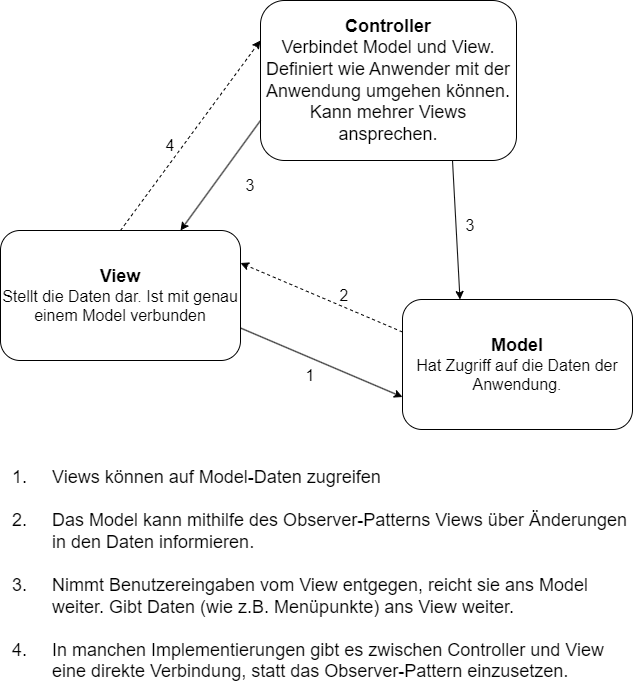 Controller
Verbindet Model und View.
Definiert wie Anwender mit der
Anwendung umgehen können.
Kann mehrer Views
ansprechen.
4
3
3
View
Stellt die Daten dar. Ist mit genau
einem Model verbunden
2
Model
Hat Zugriff auf die Daten der
Anwendung.
1
1. Views können auf Model-Daten zugreifen
2. Das Model kann mithilfe des Observer-Patterns Views über Änderungen
in den Daten informieren.
3. Nimmt Benutzereingaben vom View entgegen, reicht sie ans Model
weiter. Gibt Daten (wie z.B. Menüpunkte) ans View weiter.
4. In manchen Implementierungen gibt es zwischen Controller und View
eine direkte Verbindung, statt das Observer-Pattern einzusetzen.